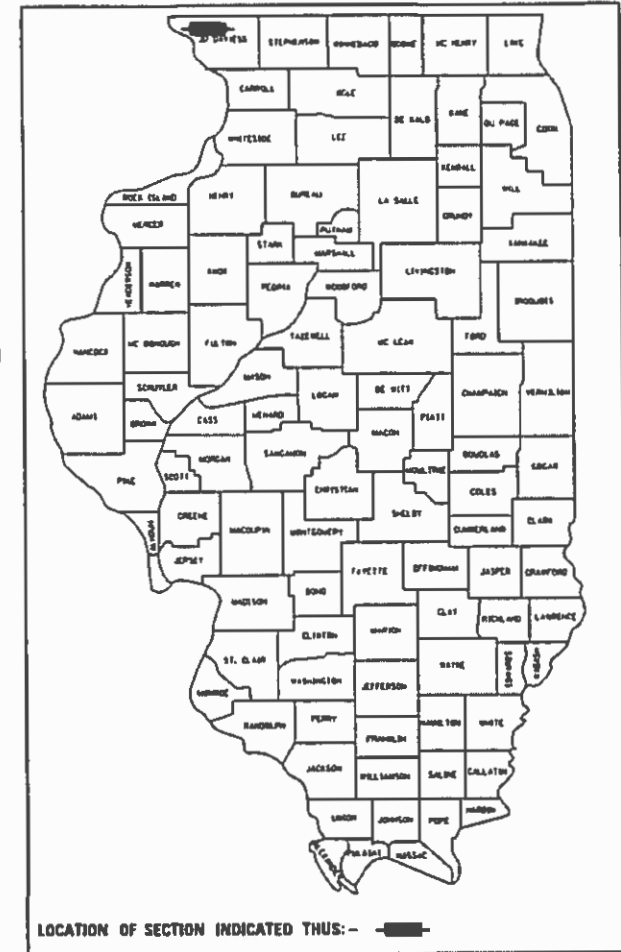 JO DAVIESS STEPHENSON WINNEBAGO BOONE MC HENRY LAKE
CARROLL OGLE
DE KALB KANE DU PAGE COOK
WHITESIDE LEE
KENDALL WILL
ROCK ISLAND HENRY BUREAU LA SALLE GRUNDY
MERCER
PUTNAM
STARK MARSHALL KANKAKEE
HENDERSON WARREN KNOX PEORIA WOODFORD LIVINGSTON
IROQUOIS
HANCOCK MC DONOUGH FULTON TAZEWELL MC LEAN FORD
MASON
SCHUYLER LOGAN DE WITT CHAMPAIGN VERMILION
ADAMS BROWN CASS MENARD PIATT
MACON
MORGAN SANGAMON DOUGLAS
PIKE SCOTT CHRISTIAN MOULTRIE EDGAR
COLES
GREENE MACOUPIN MONTGOMERY SHELBY CUMBERLAND CLARK
CALHOUN
JERSEY FAYETTE EFFINGHAM JASPER CRAWFORD
MADISON BOND
CLAY RICHLAND LAWRENCE
CLINTON MARION
ST. CLAIR WAYNE EDWARDS WABASH
WASHINGTON JEFFERSON
MONROE
RANDOLPH PERRY HAMILTON WHITE
FRANKLIN
JACKSON WILLIAMSON SALINE GALLATIN
UNION JOHNSON POPE HARDIN
PULASKI MASSAC
LOCATION OF SECTION INDICATED THUS:-